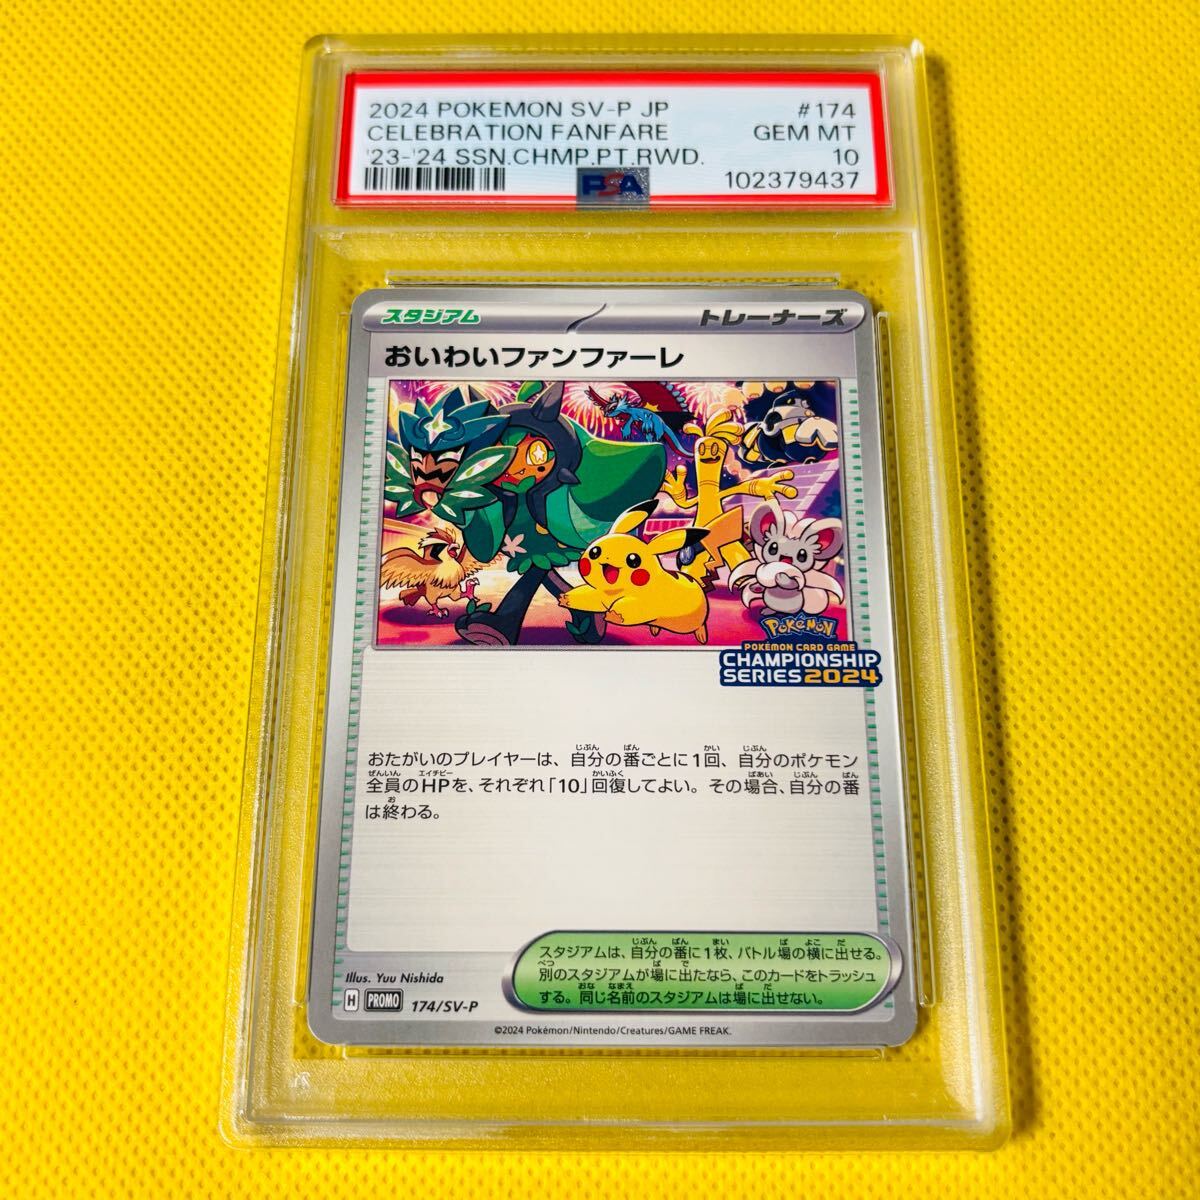 2024 POKEMON SV-P JP #174
CELEBRATION FANFARE GEM MT
'23-'24 SSN.CHMP.PT.RWD. 10
PSA 102379437
スタジアム トレーナーズ
おいわいファンファーレ
Pokémon
POKÉMON CARD GAME
CHAMPIONSHIP
SERIES 2024
おたがいのプレイヤーは、自分の番ごとに1回、自分のポケモン
全員のHPを、それぞれ「10」回復してよい。その場合、自分の番
は終わる。
スタジアムは、自分の番に1枚、バトル場の横に出せる。
別のスタジアムが場に出たなら、このカードをトラッシュ
する。同じ名前のスタジアムは場に出せない。
Illus. Yuu Nishida
H PROMO 174/SV-P
©2024 Pokémon/Nintendo/Creatures/GAME FREAK.